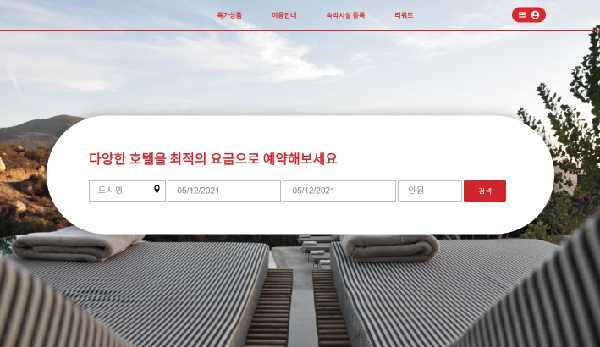 특가상품 이용안내 숙박시설 등록 리워드
다양한 호텔을 최적의 요금으로 예약해보세요
도시명 05/12/2021 05/12/2021 인원 검색